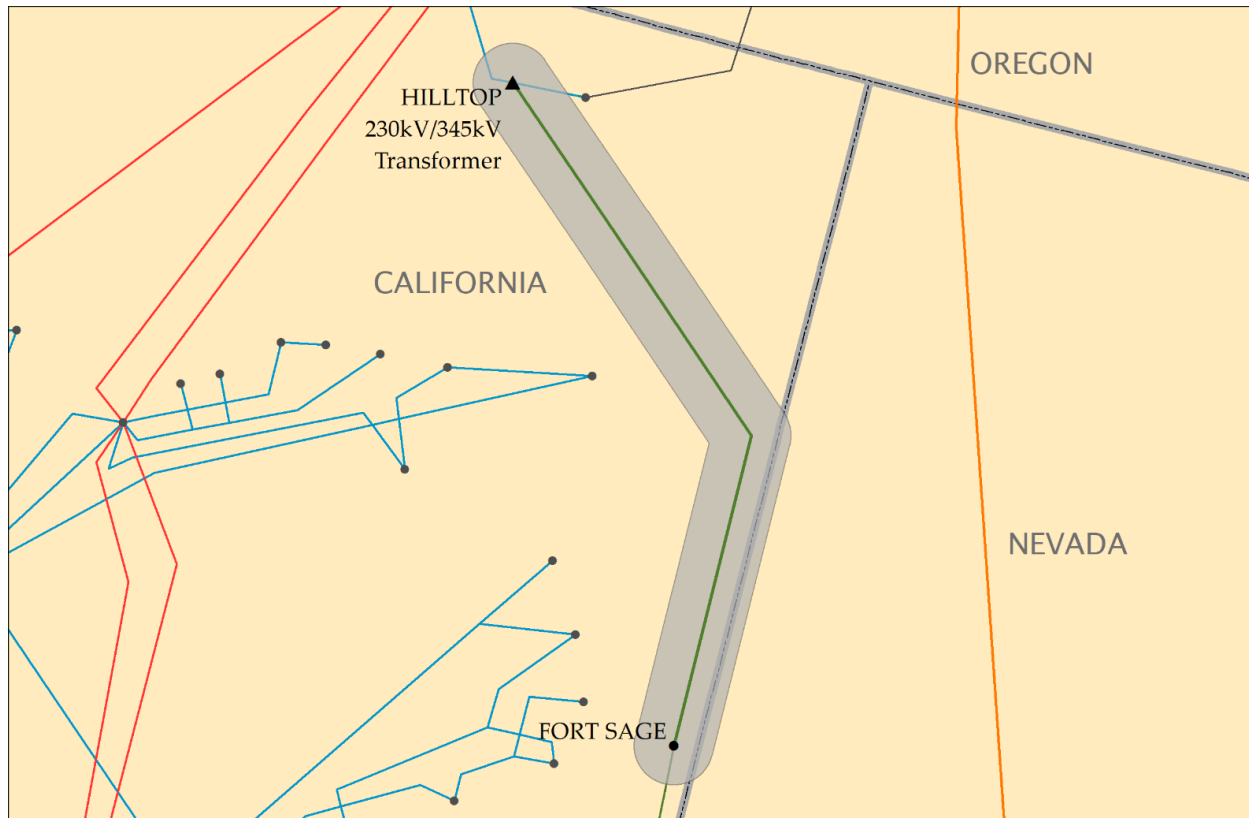 OREGON
HILLTOP
230kV/345kV
Transformer
CALIFORNIA
NEVADA
FORT SAGE